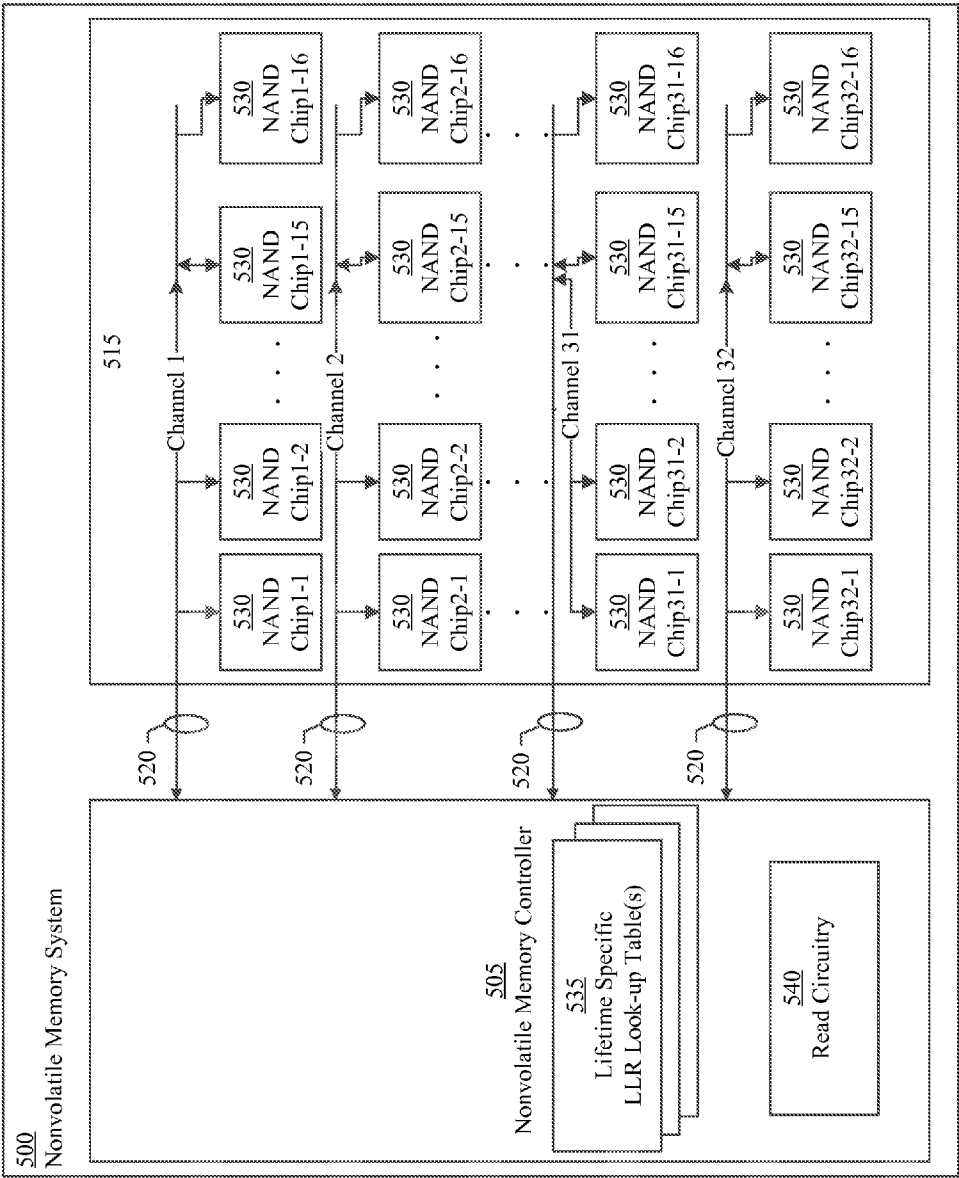 500
Nonvolatile Memory System
505
Nonvolatile Memory Controller
535
Lifetime Specific
LLR Look-up Table(s)
540
Read Circuitry
520
520
520
520
515
Channel 1
530
NAND
Chip1-1
530
NAND
Chip1-2
. . .
530
NAND
Chip1-15
530
NAND
Chip1-16
Channel 2
530
NAND
Chip2-1
530
NAND
Chip2-2
. . .
530
NAND
Chip2-15
530
NAND
Chip2-16
. . .
. . .
. . .
. . .
Channel 31
530
NAND
Chip31-1
530
NAND
Chip31-2
. . .
530
NAND
Chip31-15
530
NAND
Chip31-16
Channel 32
530
NAND
Chip32-1
530
NAND
Chip32-2
. . .
530
NAND
Chip32-15
530
NAND
Chip32-16